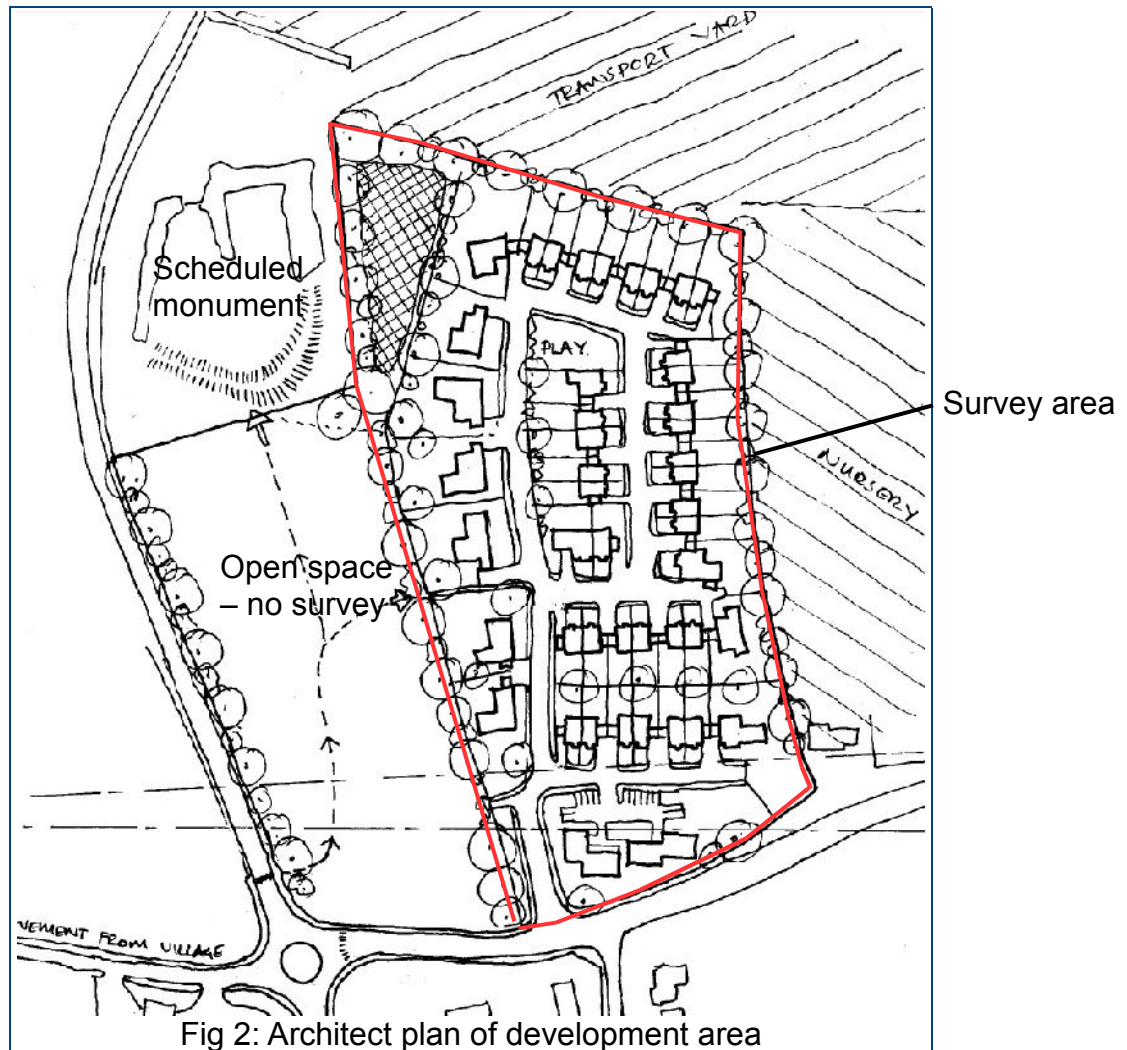 TRANSPORT YARD
Scheduled
monument
PLAY.
Survey area
NURSERY
Open space
– no survey
VEMENT FROM VILLAGE
Fig 2: Architect plan of development area